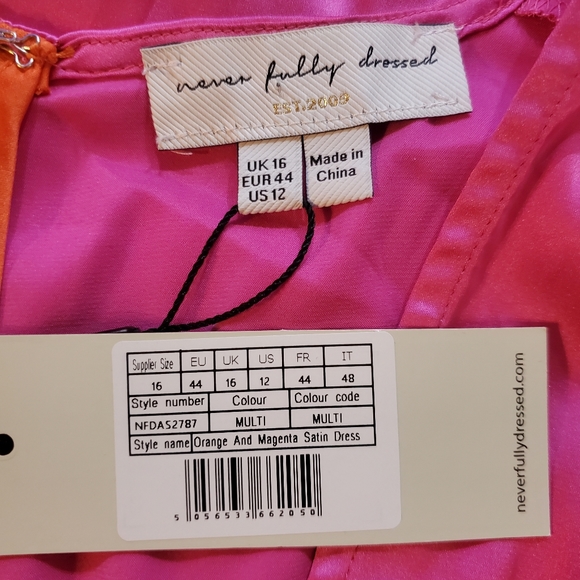 never fully dressed
EST.2009
UK 16
EUR 44
US 12
Made in
China
Supplier Size EU UK US FR IT
16 44 16 12 44 48
Style number Colour Colour code
NFDAS2787 MULTI MULTI
Style name Orange And Magenta Satin Dress
5 056533 662050
neverfullydressed.com